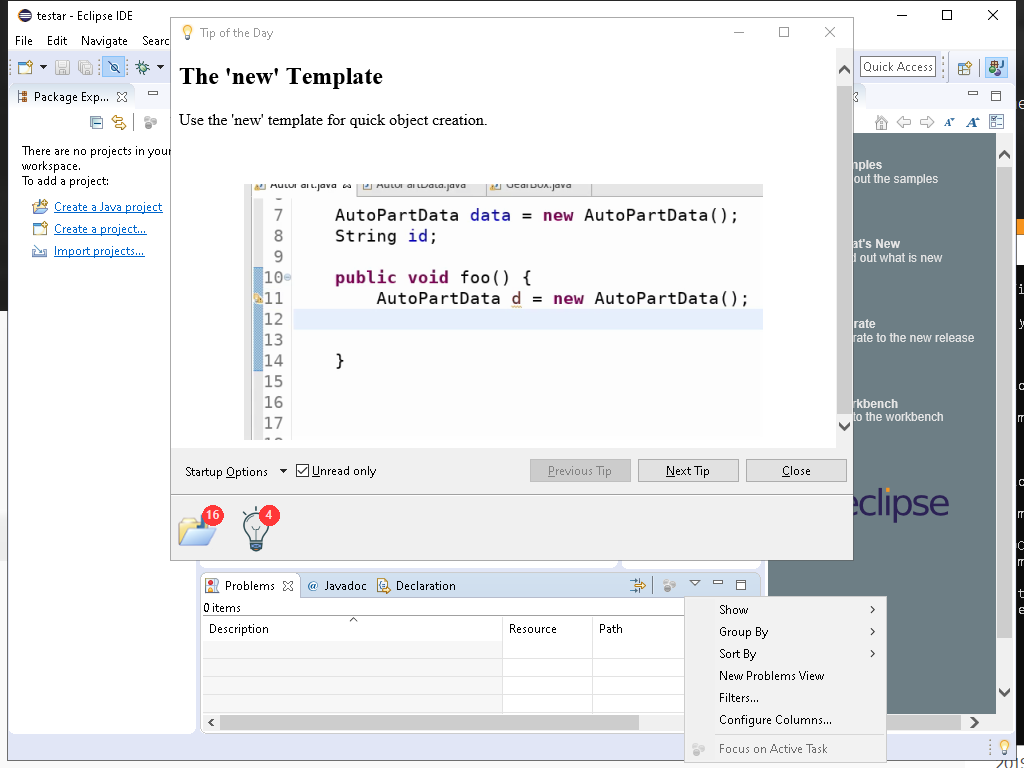 testar - Eclipse IDE
File Edit Navigate Searc
Tip of the Day
Quick Access
Package Exp...
There are no projects in your
workspace.
To add a project:
Create a Java project
Create a project...
Import projects...
The 'new' Template
Use the 'new' template for quick object creation.
AutoPart.java AutoPartData.java GearBox.java
7 AutoPartData data = new AutoPartData();
8 String id;
9
10 public void foo() {
11 AutoPartData d = new AutoPartData();
12
13
14 }
15
16
17
Startup Options Unread only Previous Tip Next Tip Close
16 4
mples
out the samples
at's New
d out what is new
rate
rate to the new release
rkbench
to the workbench
eclipse
Problems @ Javadoc Declaration
0 items
Description Resource Path
Show
Group By
Sort By
New Problems View
Filters...
Configure Columns...
Focus on Active Task